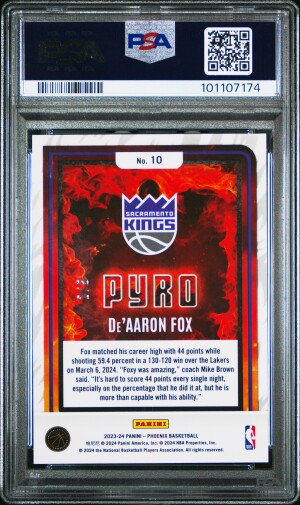 PSA
101107174
No. 10
SACRAMENTO
KINGS
PYRO
DE'AARON FOX
Fox matched his career high with 44 points while
shooting 59.4 percent in a 130-120 win over the Lakers
on March 6, 2024. "Foxy was amazing," coach Mike Brown
said. "It's hard to score 44 points every single night,
especially on the percentage that he did it at, but he is
more than capable with his ability."
PANINI
2023-24 PANINI - PHOENIX BASKETBALL
© 2024 Panini America, Inc. © 2024 NBA Properties, Inc.
© 2024 the National Basketball Players Association. All rights reserved.